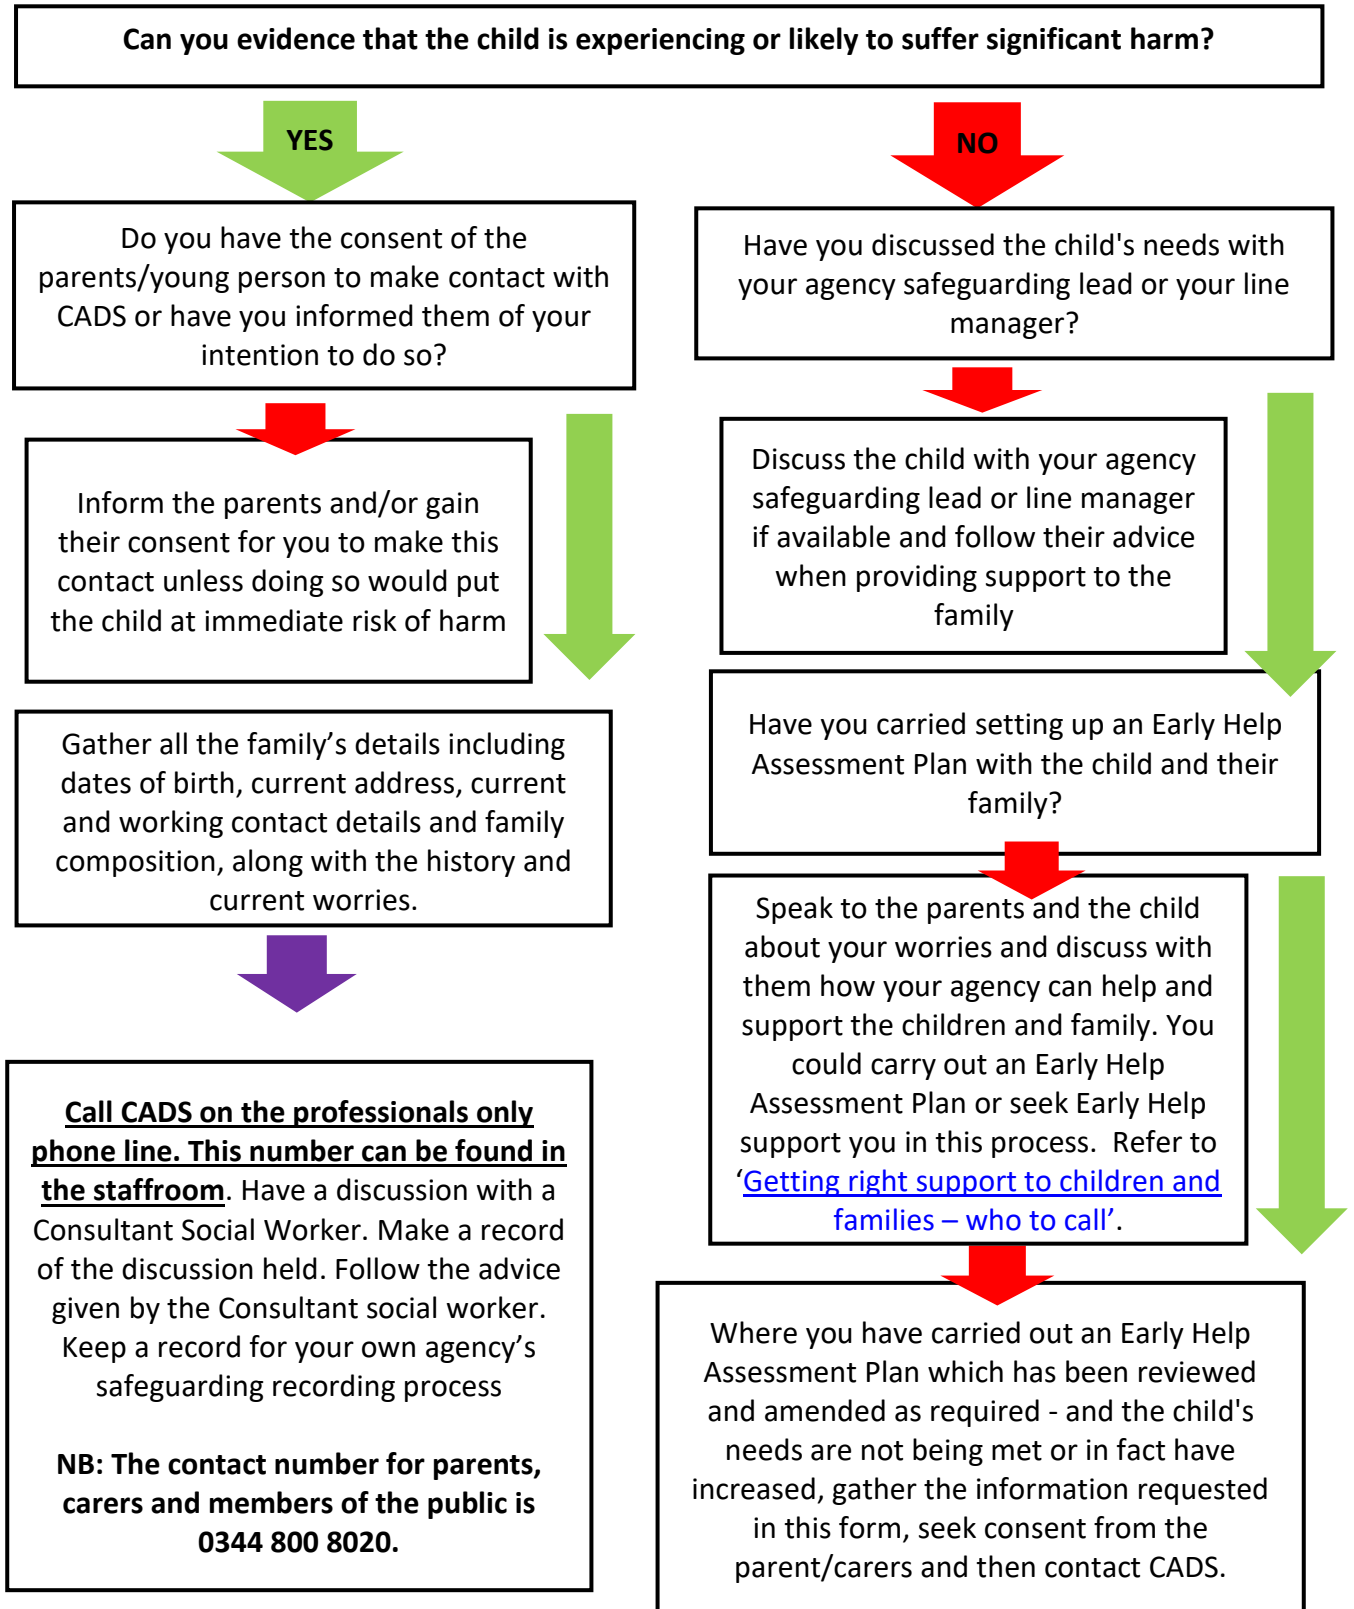 Can you evidence that the child is experiencing or likely to suffer significant harm?
YES
NO
Do you have the consent of the
parents/young person to make contact with
CADS or have you informed them of your
intention to do so?
Have you discussed the child's needs with
your agency safeguarding lead or your line
manager?
Inform the parents and/or gain
their consent for you to make this
contact unless doing so would put
the child at immediate risk of harm
Discuss the child with your agency
safeguarding lead or line manager
if available and follow their advice
when providing support to the
family
Gather all the family’s details including
dates of birth, current address, current
and working contact details and family
composition, along with the history and
current worries.
Have you carried setting up an Early Help
Assessment Plan with the child and their
family?
Speak to the parents and the child
about your worries and discuss with
them how your agency can help and
support the children and family. You
could carry out an Early Help
Assessment Plan or seek Early Help
support you in this process.  Refer to
‘Getting right support to children and
families – who to call’.
Call CADS on the professionals only
phone line. This number can be found in
the staffroom. Have a discussion with a
Consultant Social Worker. Make a record
of the discussion held. Follow the advice
given by the Consultant social worker.
Keep a record for your own agency’s
safeguarding recording process
NB: The contact number for parents,
carers and members of the public is
0344 800 8020.
Where you have carried out an Early Help
Assessment Plan which has been reviewed
and amended as required - and the child's
needs are not being met or in fact have
increased, gather the information requested
in this form, seek consent from the
parent/carers and then contact CADS.